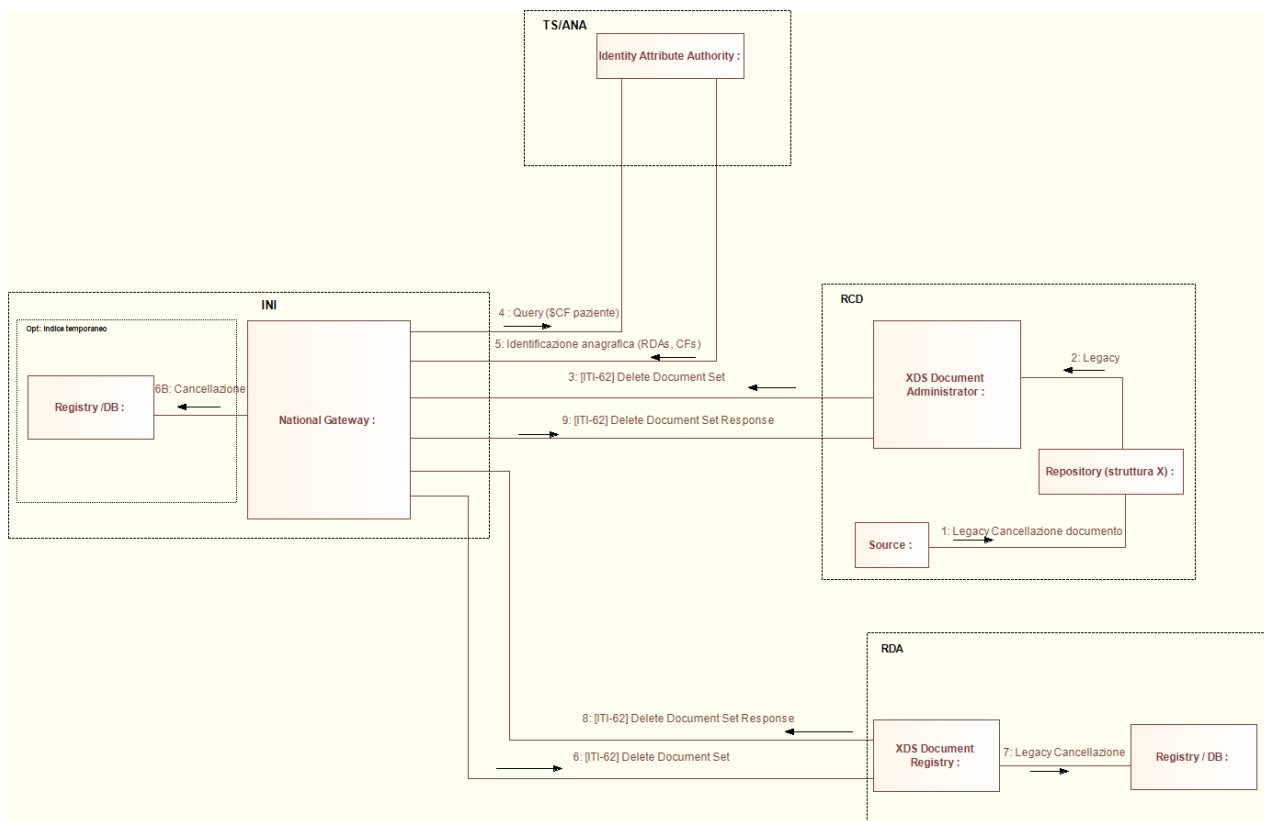 TS/ANA
Identity Attribute Authority :
INI
Opt: Indice temporaneo
Registry /DB :
6B: Cancellazione
National Gateway :
4 : Query ($CF paziente)
5: Identificazione anagrafica (RDAs, CFs)
3: [ITI-62] Delete Document Set
9: [ITI-62] Delete Document Set Response
RCD
XDS Document
Administrator :
2: Legacy
Repository (struttura X) :
1: Legacy Cancellazione documento
Source :
RDA
8: [ITI-62] Delete Document Set Response
6: [ITI-62] Delete Document Set
XDS Document
Registry :
7: Legacy Cancellazione
Registry / DB :